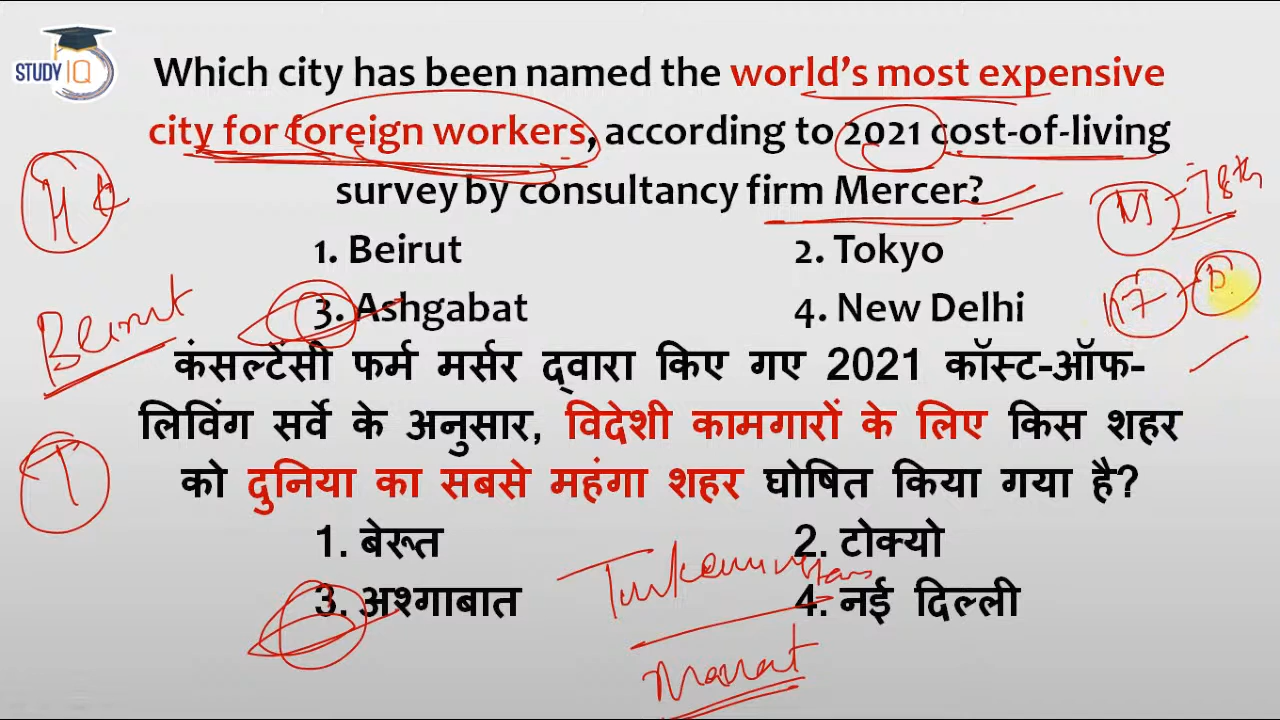 STUDY IQ
Which city has been named the world's most expensive
city for foreign workers, according to 2021 cost-of-living
survey by consultancy firm Mercer?
1. Beirut 2. Tokyo
3. Ashgabat 4. New Delhi
कंसल्टेंसी फर्म मर्सर द्वारा किए गए 2021 कॉस्ट-ऑफ-
लिविंग सर्वे के अनुसार, विदेशी कामगारों के लिए किस शहर
को दुनिया का सबसे महंगा शहर घोषित किया गया है?
1. बेरूत 2. टोक्यो
3. अश्गाबात 4. नई दिल्ली
H K
Beirut
T
M - 78th
117 - D
Turkmenistan
Manat